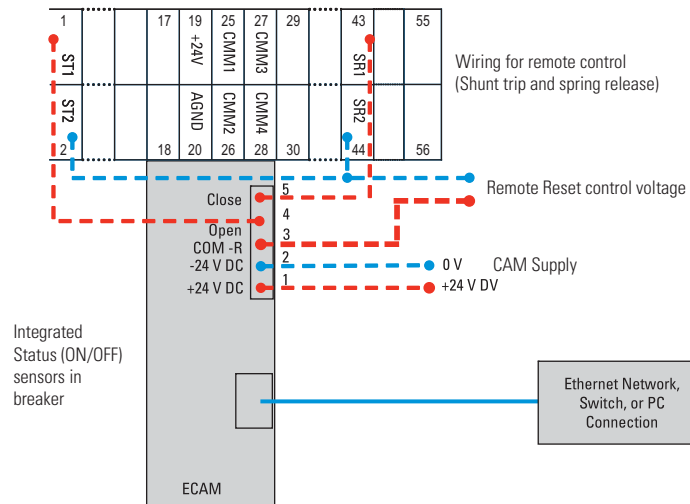 1 17 19 25 27 29 43 55
ST1 +24V CMM1 CMM3 SR1
ST2 AGND CMM2 CMM4 SR2
2 18 20 26 28 30 44 56
Wiring for remote control
(Shunt trip and spring release)
Remote Reset control voltage
Close 5
4
Open
COM -R 3
-24 V DC 2
+24 V DC 1
0 V CAM Supply
+24 V DV
Integrated
Status (ON/OFF)
sensors in
breaker
Ethernet Network,
Switch, or PC
Connection
ECAM